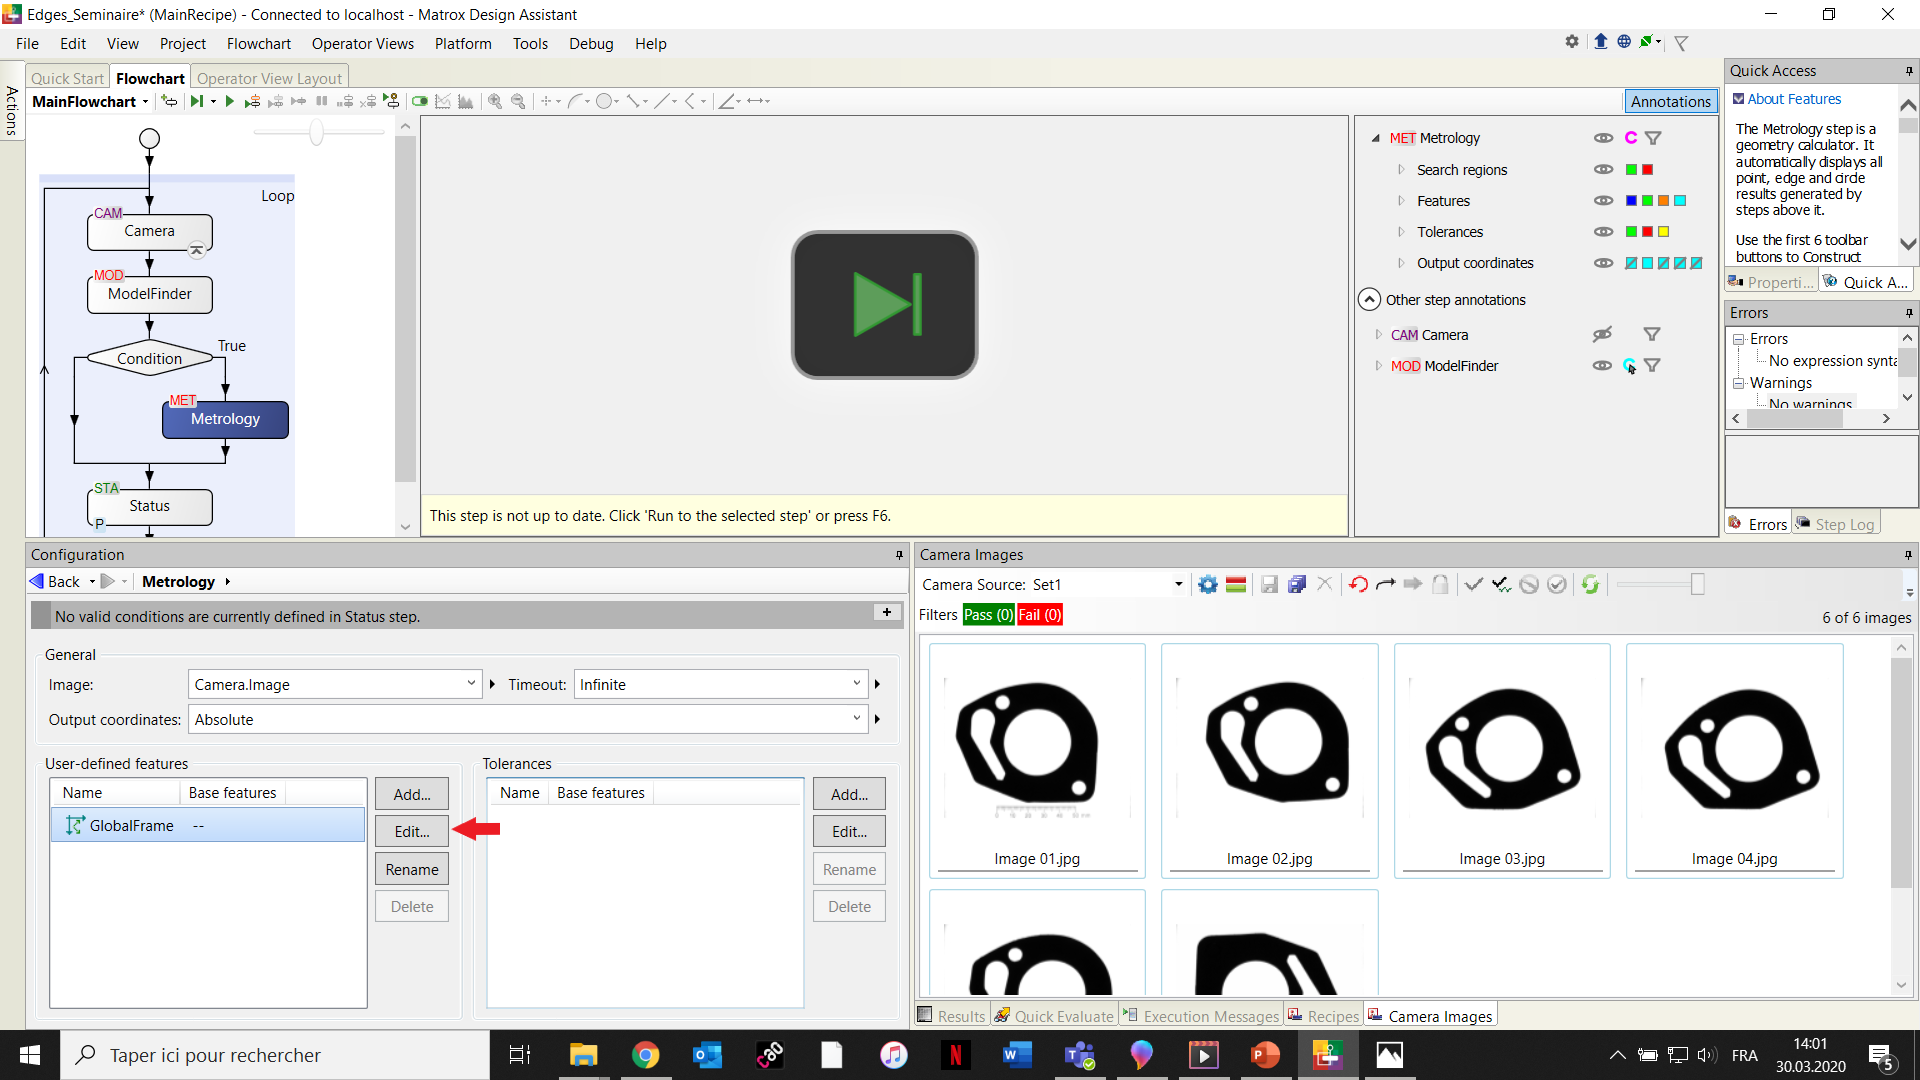 Edges_Seminaire* (MainRecipe) - Connected to localhost - Matrox Design Assistant
File Edit View Project Flowchart Operator Views Platform Tools Debug Help
Actions
Quick Start Flowchart Operator View Layout
MainFlowchart
Annotations
Loop
CAM
Camera
MOD
ModelFinder
Condition
True
MET
Metrology
STA
Status
P
This step is not up to date. Click 'Run to the selected step' or press F6.
MET Metrology
Search regions
Features
Tolerances
Output coordinates
Other step annotations
CAM Camera
MOD ModelFinder
Quick Access
About Features
The Metrology step is a
geometry calculator. It
automatically displays all
point, edge and circle
results generated by
steps above it.
Use the first 6 toolbar
buttons to Construct
Properti... Quick A...
Errors
Errors
No expression synta
Warnings
No warnings
Errors Step Log
Configuration
Back Metrology
No valid conditions are currently defined in Status step.
General
Image: Camera.Image Timeout: Infinite
Output coordinates: Absolute
User-defined features
Name Base features
GlobalFrame --
Add...
Edit...
Rename
Delete
Tolerances
Name Base features
Add...
Edit...
Rename
Delete
Camera Images
Camera Source: Set1
Filters Pass (0) Fail (0)
6 of 6 images
Image 01.jpg Image 02.jpg Image 03.jpg Image 04.jpg
Results Quick Evaluate Execution Messages Recipes Camera Images
Taper ici pour rechercher
FRA
14:01
30.03.2020
5